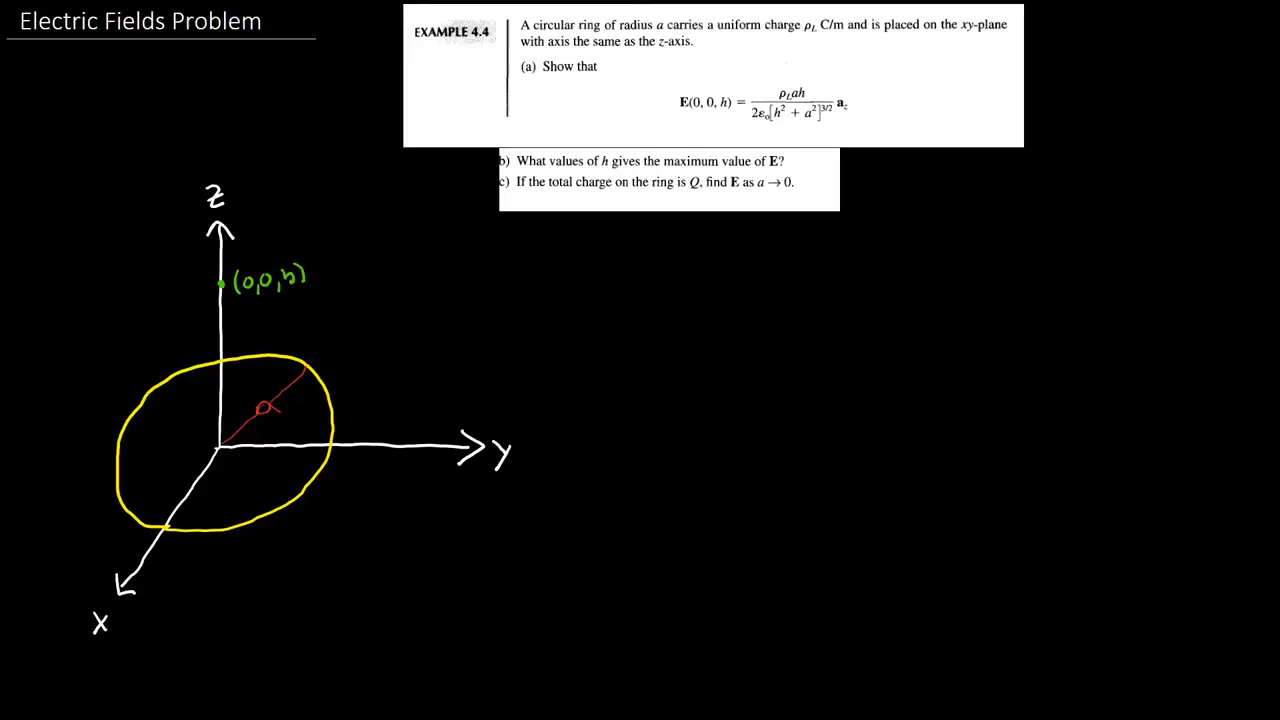 Electric Fields Problem
EXAMPLE 4.4
A circular ring of radius a carries a uniform charge ρL C/m and is placed on the xy-plane
with axis the same as the z-axis.
(a) Show that
E(0, 0, h) = ρLah / 2ε₀[h² + a²]^3/2 az
b) What values of h gives the maximum value of E?
c) If the total charge on the ring is Q, find E as a → 0.
Z
(0,0,h)
a
Y
X